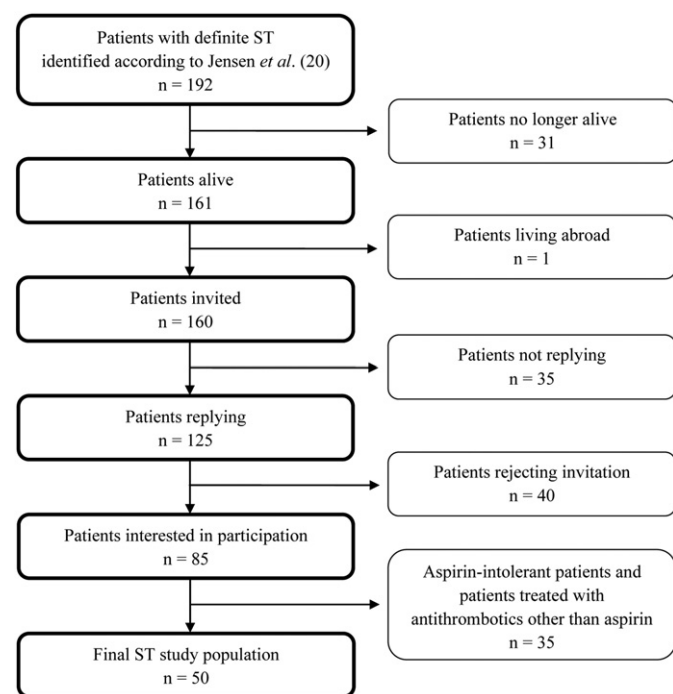 Patients with definite ST
identified according to Jensen et al. (20)
n = 192
Patients no longer alive
n = 31
Patients alive
n = 161
Patients living abroad
n = 1
Patients invited
n = 160
Patients not replying
n = 35
Patients replying
n = 125
Patients rejecting invitation
n = 40
Patients interested in participation
n = 85
Aspirin-intolerant patients and
patients treated with
antithrombotics other than aspirin
n = 35
Final ST study population
n = 50